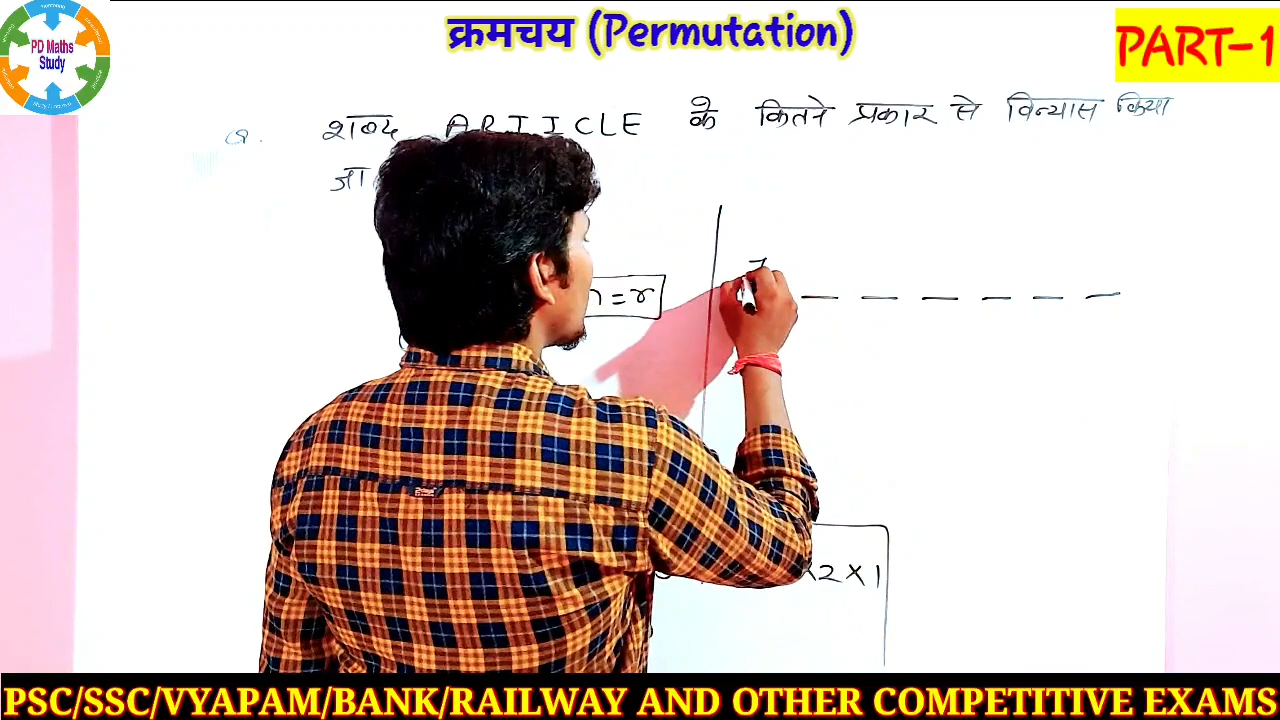 क्रमचय (Permutation)
PART-1
PD Maths
Study
Q. शब्द ARTICLE के कितने प्रकार से विन्यास किया
जा
n=r
7
×2×1
PSC/SSC/VYAPAM/BANK/RAILWAY AND OTHER COMPETITIVE EXAMS